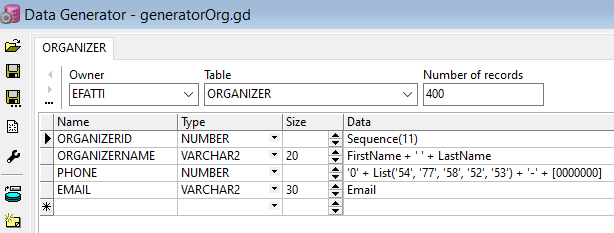 Data Generator - generatorOrg.gd
ORGANIZER
Owner Table Number of records
EFATTI ORGANIZER 400
Name Type Size Data
ORGANIZERID NUMBER Sequence(11)
ORGANIZERNAME VARCHAR2 20 FirstName + ' ' + LastName
PHONE NUMBER '0' + List('54', '77', '58', '52', '53') + '-' + [0000000]
EMAIL VARCHAR2 30 Email